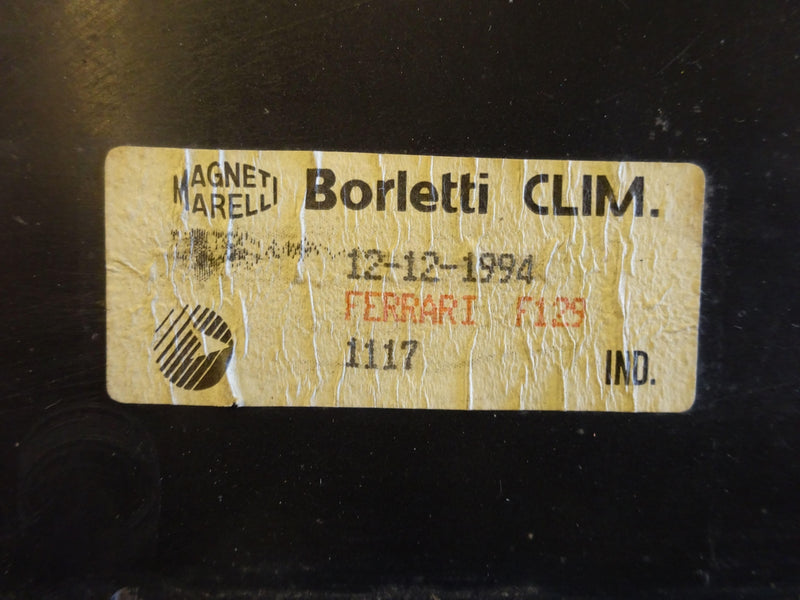 MAGNETI
MARELLI
Borletti CLIM.
12-12-1994
FERRARI F129
1117
IND.